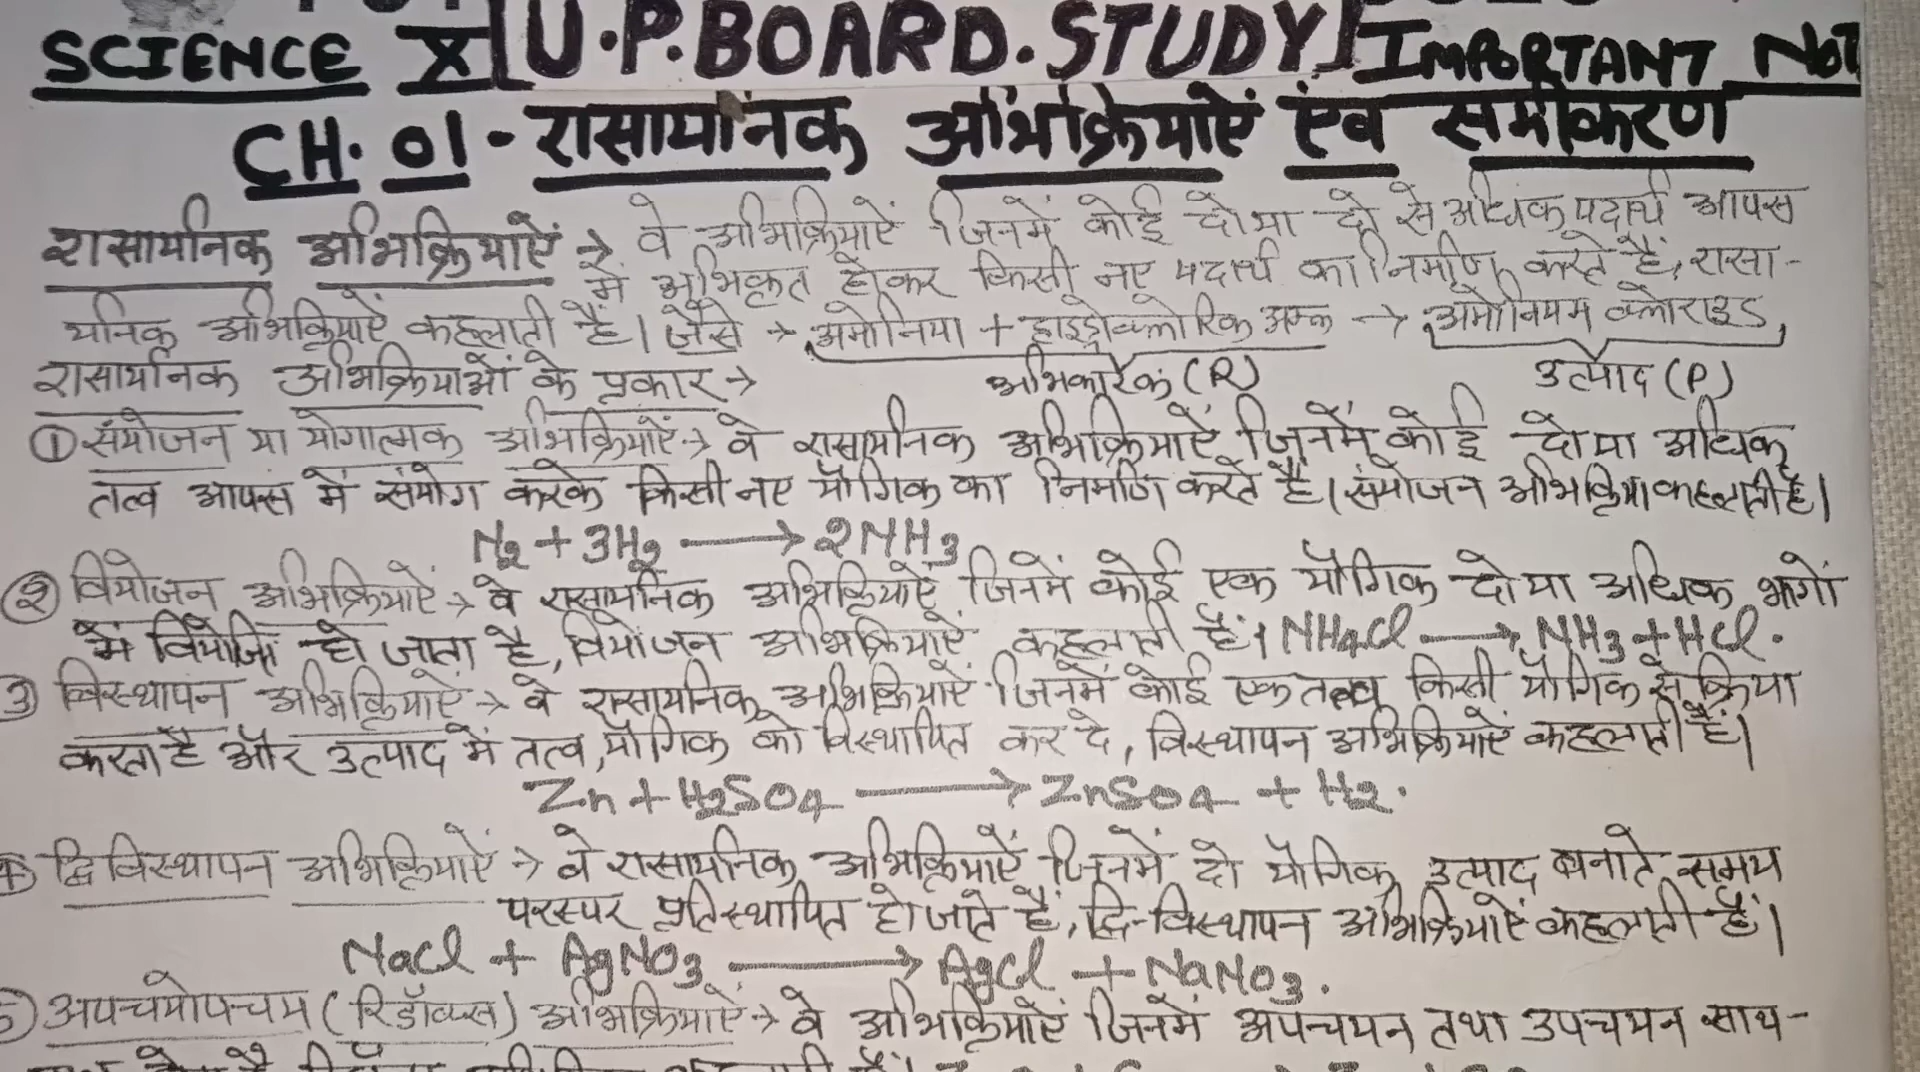 SCIENCE X [U.P.BOARD.STUDY] IMPORTANT NOT
CH. 01 - रासायनिक अभिक्रियाएं एंव समीकरण
रासायनिक अभिक्रियाऐं → वे अभिक्रियाऐं जिनमें कोई दो या दो से अधिक पदार्थ आपस
में अभिकृत होकर किसी नए पदार्थ का निर्माण करते हैं, रासा-
यनिक अभिक्रियाऐं कहलाती हैं। जैसे → अमोनिया + हाइड्रोक्लोरिक अम्ल → अमोनियम क्लोराइड
अभिकारक (R) उत्पाद (P)
रासायनिक अभिक्रियाओं के प्रकार →
① संयोजन या योगात्मक अभिक्रियाऐं → वे रासायनिक अभिक्रियाऐं जिनमें कोई दो या अधिक
तत्व आपस में संयोग करके किसी नए यौगिक का निर्माण करते हैं। संयोजन अभिक्रिया कहलाती है।
N₂ + 3H₂ ⟶ 2NH₃
② वियोजन अभिक्रियाऐं → वे रासायनिक अभिक्रियाऐं जिनमें कोई एक यौगिक दो या अधिक भागों
में हो जाता है, वियोजन अभिक्रियाऐं कहलाती हैं। NH₄Cl ⟶ NH₃ + HCl.
3 विस्थापन अभिक्रियाऐं → वे रासायनिक अभिक्रियाऐं जिनमें कोई एक तत्व किसी यौगिक से क्रिया
करता है और उत्पाद में तत्व, यौगिक को विस्थापित कर दे, विस्थापन अभिक्रियाऐं कहलाती हैं।
Zn + H₂SO₄ ⟶ ZnSO₄ + H₂.
4 द्वि विस्थापन अभिक्रियाऐं → वे रासायनिक अभिक्रियाऐं जिनमें दो यौगिक उत्पाद बनाते समय
परस्पर प्रतिस्थापित हो जाते हैं, द्वि-विस्थापन अभिक्रियाऐं कहलाती हैं।
NaCl + AgNO₃ ⟶ AgCl + NaNO₃.
5 अपचयोपचय (रिडॉक्स) अभिक्रियाऐं → वे अभिक्रियाऐं जिनमें अपचयन तथा उपचयन साथ-